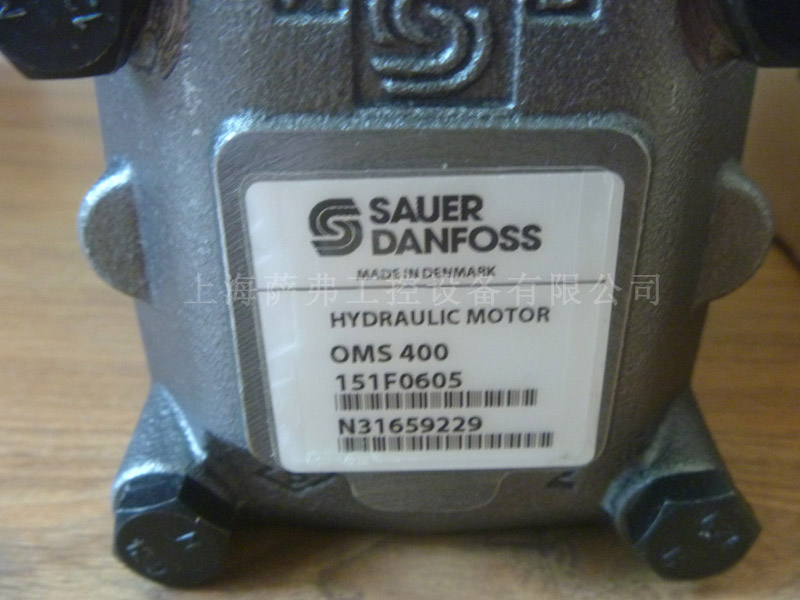 SAUER
DANFOSS
MADE IN DENMARK
上海萨弗工控设备有限公司
HYDRAULIC MOTOR
OMS 400
151F0605
N31659229